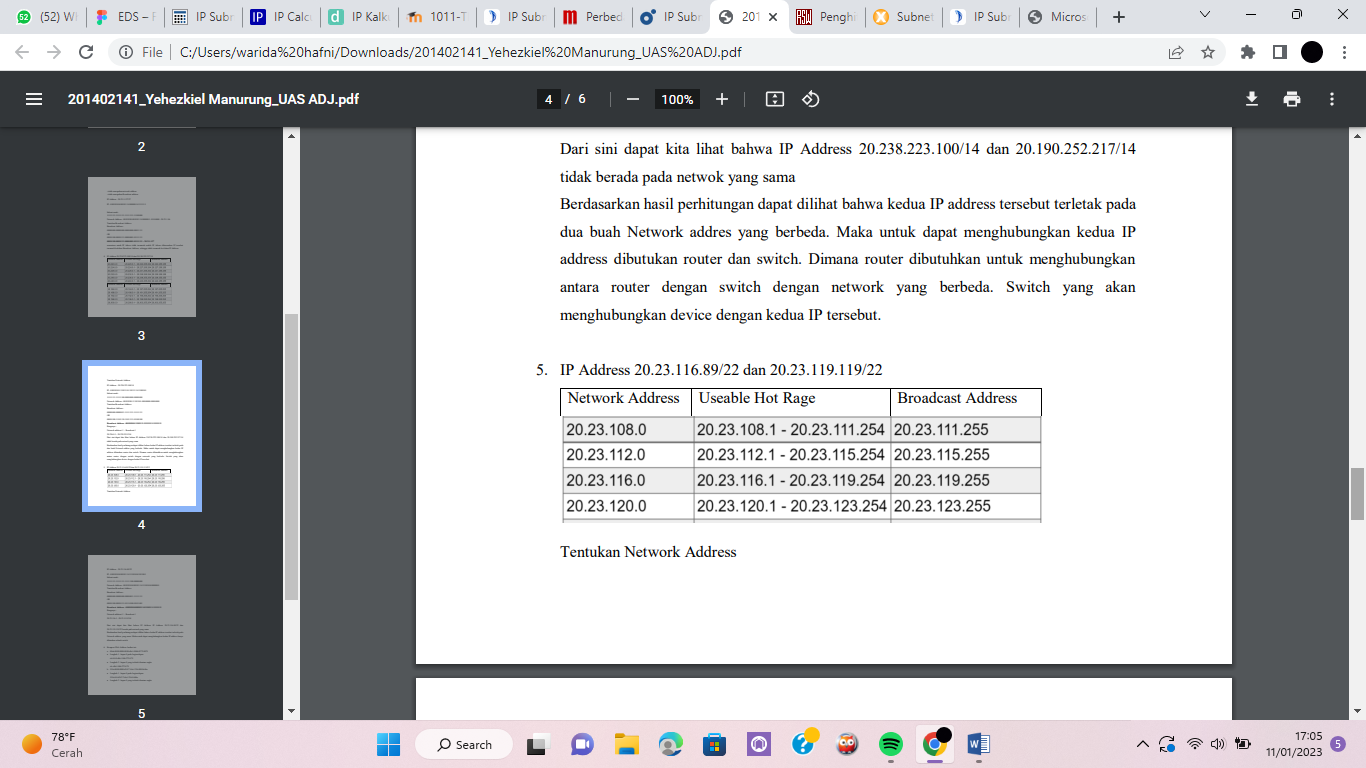 (52) W
EDS – F
IP Subr
IP Calc
IP Kalk
1011-T
IP Subr
Perbed
IP Subr
201
Penghi
Subnet
IP Subr
Micros
File
C:/Users/warida%20hafni/Downloads/201402141_Yehezkiel%20Manurung_UAS%20ADJ.pdf
201402141_Yehezkiel Manurung_UAS ADJ.pdf
4 / 6
100%
2
3
4
5
Dari sini dapat kita lihat bahwa IP Address 20.238.223.100/14 dan 20.190.252.217/14
tidak berada pada netwok yang sama
Berdasarkan hasil perhitungan dapat dilihat bahwa kedua IP address tersebut terletak pada
dua buah Network addres yang berbeda. Maka untuk dapat menghubungkan kedua IP
address dibutukan router dan switch. Dimana router dibutuhkan untuk menghubungkan
antara router dengan switch dengan network yang berbeda. Switch yang akan
menghubungkan device dengan kedua IP tersebut.
5. IP Address 20.23.116.89/22 dan 20.23.119.119/22
Network Address Useable Hot Rage Broadcast Address
20.23.108.0 20.23.108.1 - 20.23.111.254 20.23.111.255
20.23.112.0 20.23.112.1 - 20.23.115.254 20.23.115.255
20.23.116.0 20.23.116.1 - 20.23.119.254 20.23.119.255
20.23.120.0 20.23.120.1 - 20.23.123.254 20.23.123.255
Tentukan Network Address
78°F
Cerah
Search
17:05
11/01/2023
5